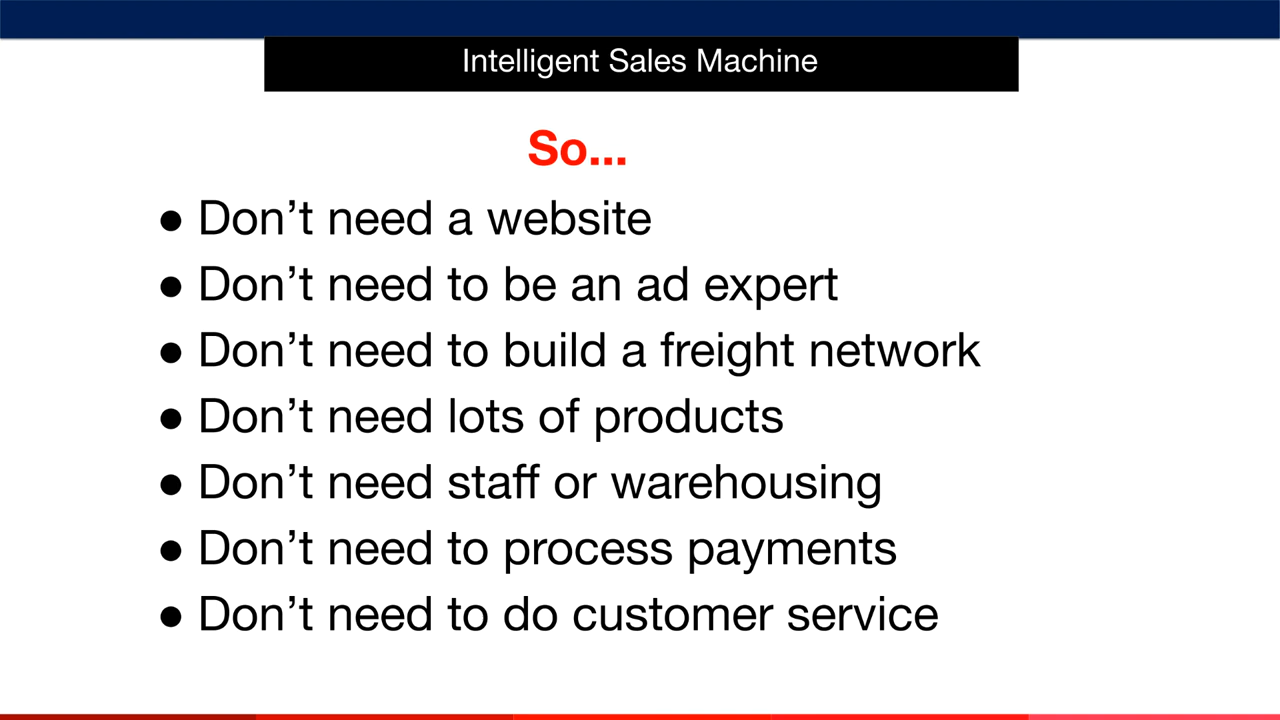 Intelligent Sales Machine
So...
● Don’t need a website
● Don’t need to be an ad expert
● Don’t need to build a freight network
● Don’t need lots of products
● Don’t need staff or warehousing
● Don’t need to process payments
● Don’t need to do customer service